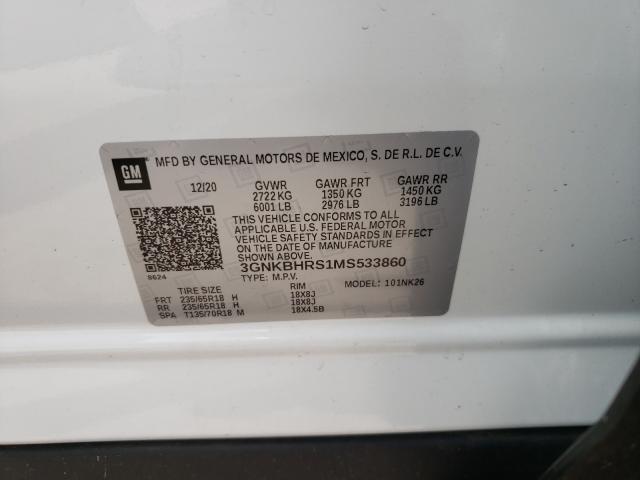 GM
MFD BY GENERAL MOTORS DE MEXICO, S. DE R.L. DE C.V.
12/20 GVWR GAWR FRT GAWR RR
2722 KG 1350 KG 1450 KG
6001 LB 2976 LB 3196 LB
THIS VEHICLE CONFORMS TO ALL
APPLICABLE U.S. FEDERAL MOTOR
VEHICLE SAFETY STANDARDS IN EFFECT
ON THE DATE OF MANUFACTURE SHOWN ABOVE.
3GNKBHRS1MS533860
8624
TYPE: M.P.V. MODEL: 101NK26
TIRE SIZE RIM
FRT 235/65R18 H 18X8J
RR 235/65R18 H 18X8J
SPA T135/70R18 M 18X4.5B